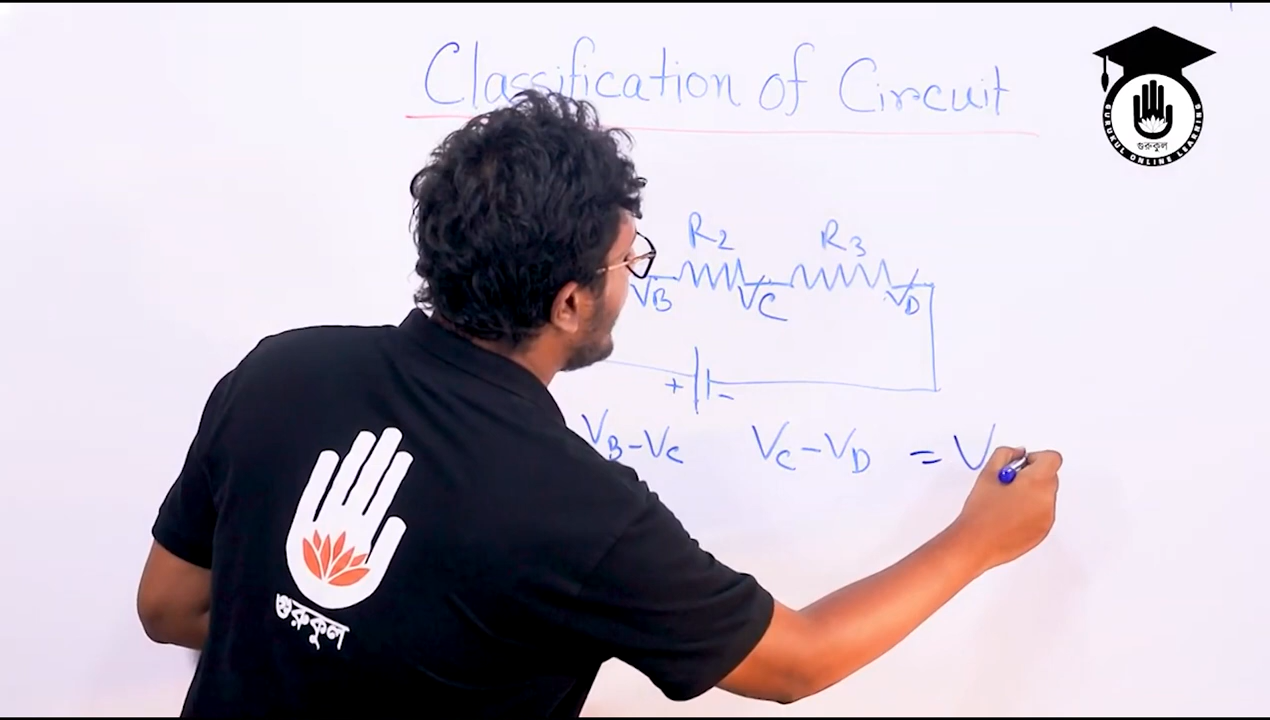 Classification of Circuit
GURUKUL ONLINE LEARNING
গুরুকুল
R2 R3
VB VC VD
+ -
VB-VC VC-VD = V
গুরুকুল